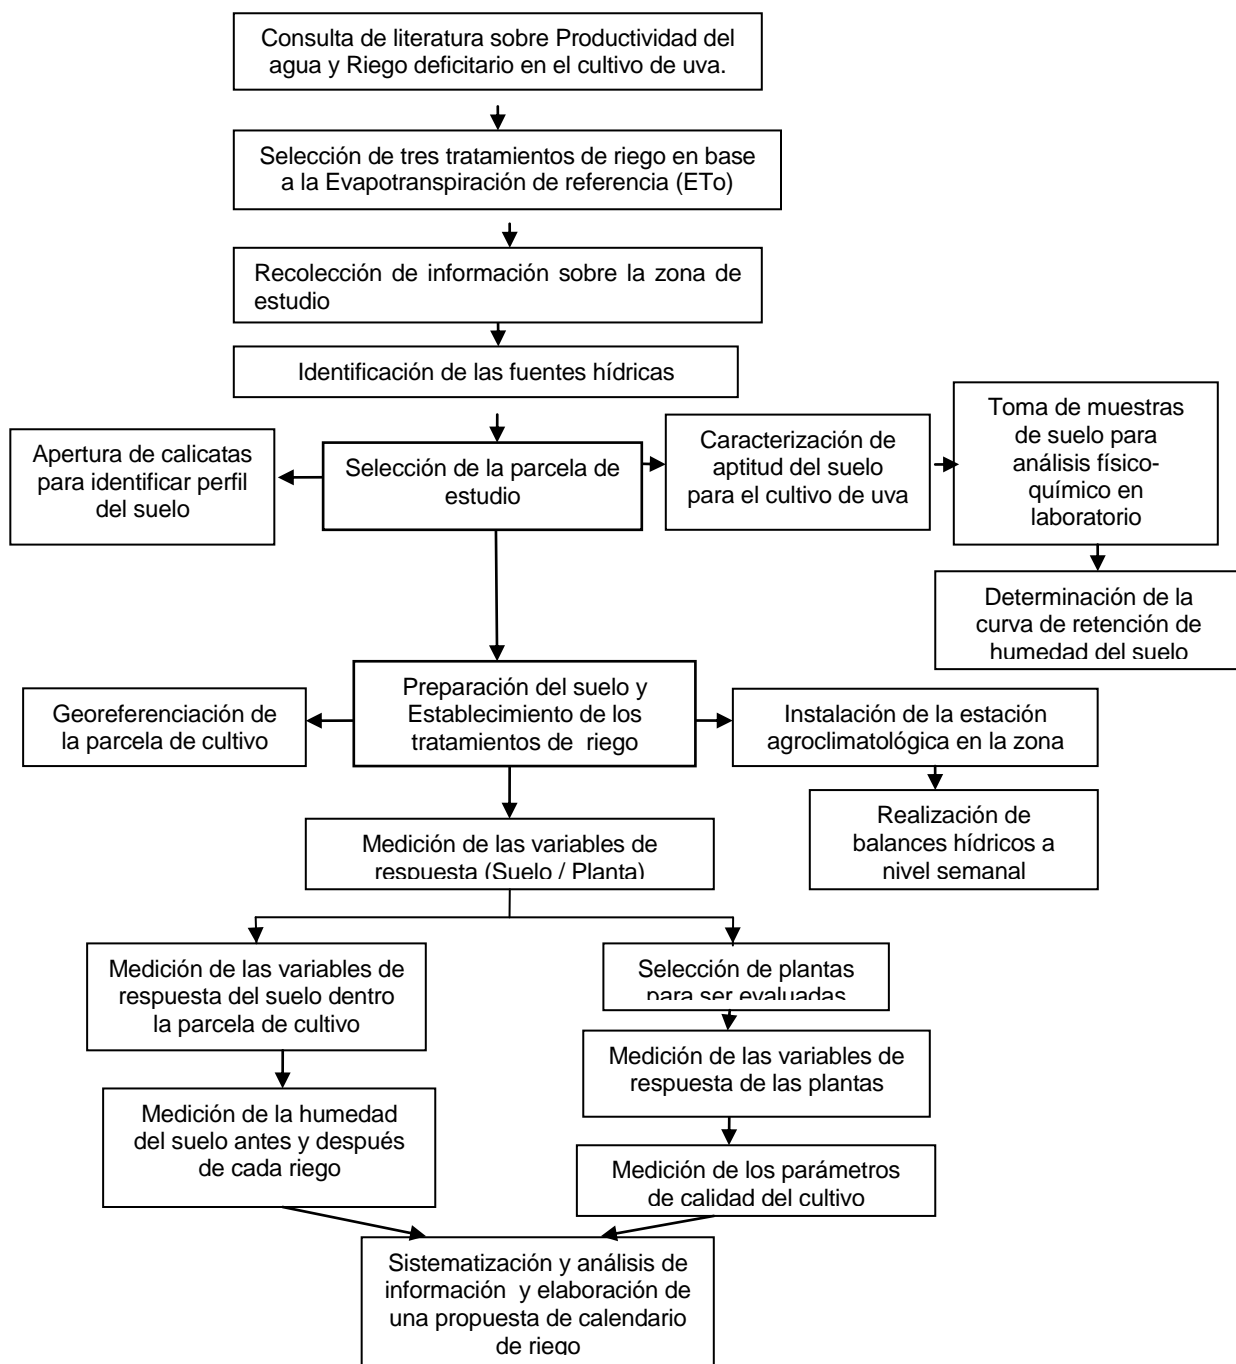 Consulta de literatura sobre Productividad del
agua y Riego deficitario en el cultivo de uva.
Selección de tres tratamientos de riego en base
a la Evapotranspiración de referencia (ETo)
Recolección de información sobre la zona de
estudio
Identificación de las fuentes hídricas
Apertura de calicatas
para identificar perfil
del suelo
Selección de la parcela de
estudio
Caracterización de
aptitud del suelo
para el cultivo de uva
Toma de muestras
de suelo para
análisis físico-
químico en
laboratorio
Determinación de la
curva de retención de
humedad del suelo
Georeferenciación de
la parcela de cultivo
Preparación del suelo y
Establecimiento de los
tratamientos de riego
Instalación de la estación
agroclimatológica en la zona
Realización de
balances hídricos a
nivel semanal
Medición de las variables de
respuesta (Suelo / Planta)
Medición de las variables de
respuesta del suelo dentro
la parcela de cultivo
Selección de plantas
para ser evaluadas
Medición de las variables de
respuesta de las plantas
Medición de la humedad
del suelo antes y después
de cada riego
Medición de los parámetros
de calidad del cultivo
Sistematización y análisis de
información y elaboración de
una propuesta de calendario
de riego